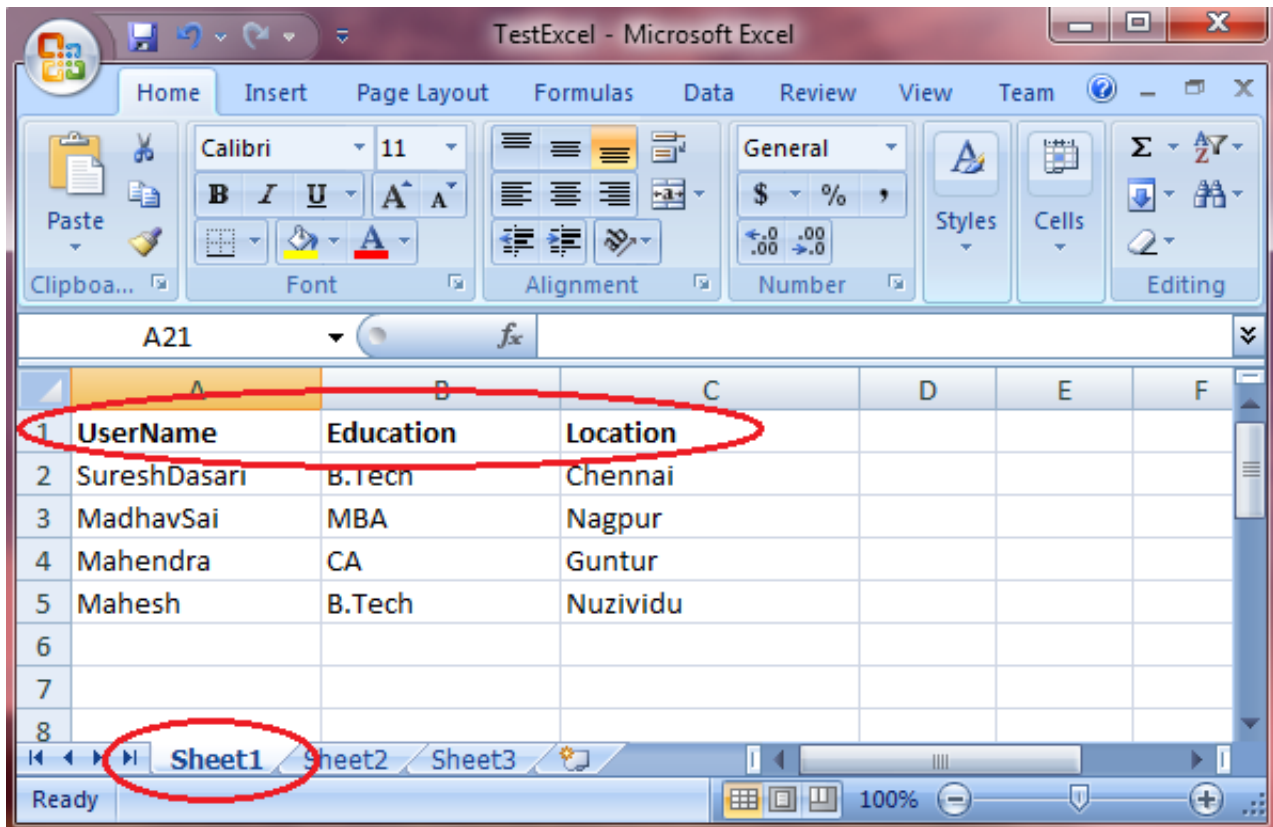 TestExcel - Microsoft Excel
Home Insert Page Layout Formulas Data Review View Team
Calibri 11 General
B I U A A $ % ,
Paste Styles Cells
A .00 .0
Clipboa... Font Alignment Number Editing
A21 fx
A B C D E F
1 UserName Education Location
2 SureshDasari B.Tech Chennai
3 MadhavSai MBA Nagpur
4 Mahendra CA Guntur
5 Mahesh B.Tech Nuzividu
6
7
8
Sheet1 Sheet2 Sheet3
Ready 100%